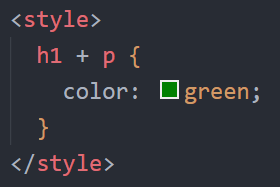 <style>
h1 + p {
color: green;
}
</style>